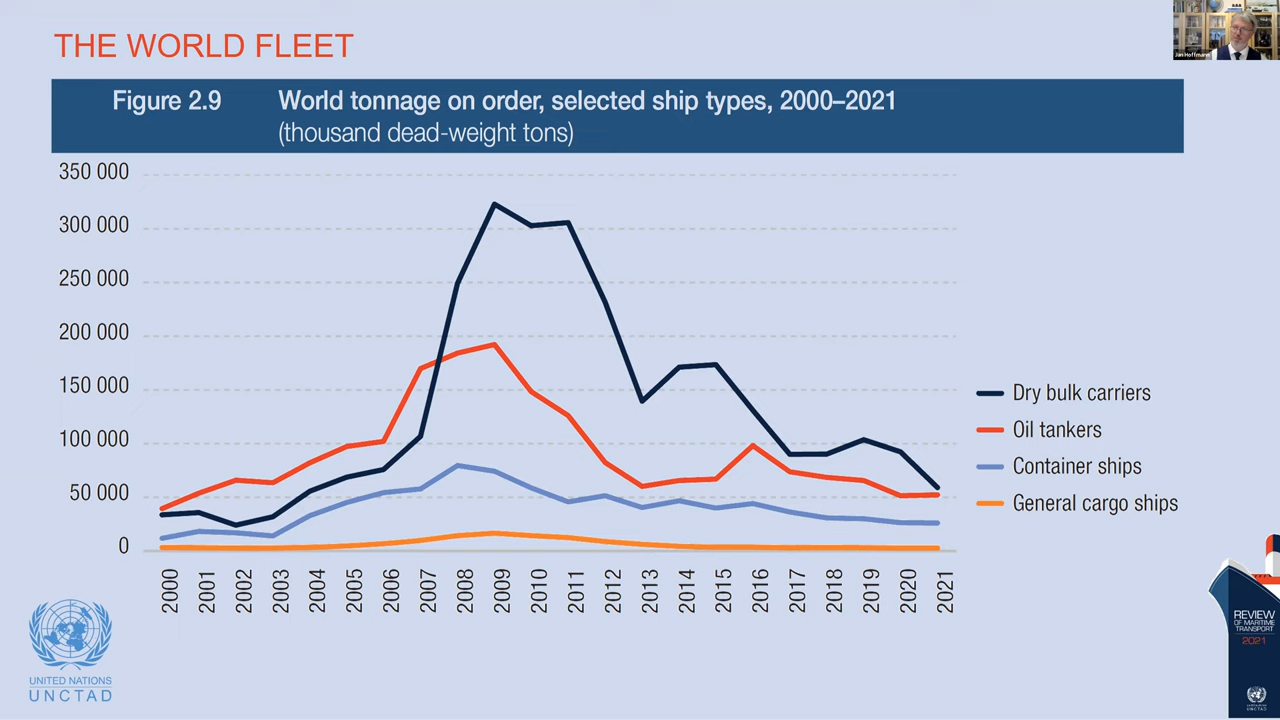 THE WORLD FLEET
Jan Hoffmann
Figure 2.9 World tonnage on order, selected ship types, 2000–2021
(thousand dead-weight tons)
350 000
300 000
250 000
200 000
150 000
100 000
50 000
0
2000 2001 2002 2003 2004 2005 2006 2007 2008 2009 2010 2011 2012 2013 2014 2015 2016 2017 2018 2019 2020 2021
Dry bulk carriers
Oil tankers
Container ships
General cargo ships
UNITED NATIONS
UNCTAD
REVIEW
OF MARITIME
TRANSPORT
2021
UNCTAD